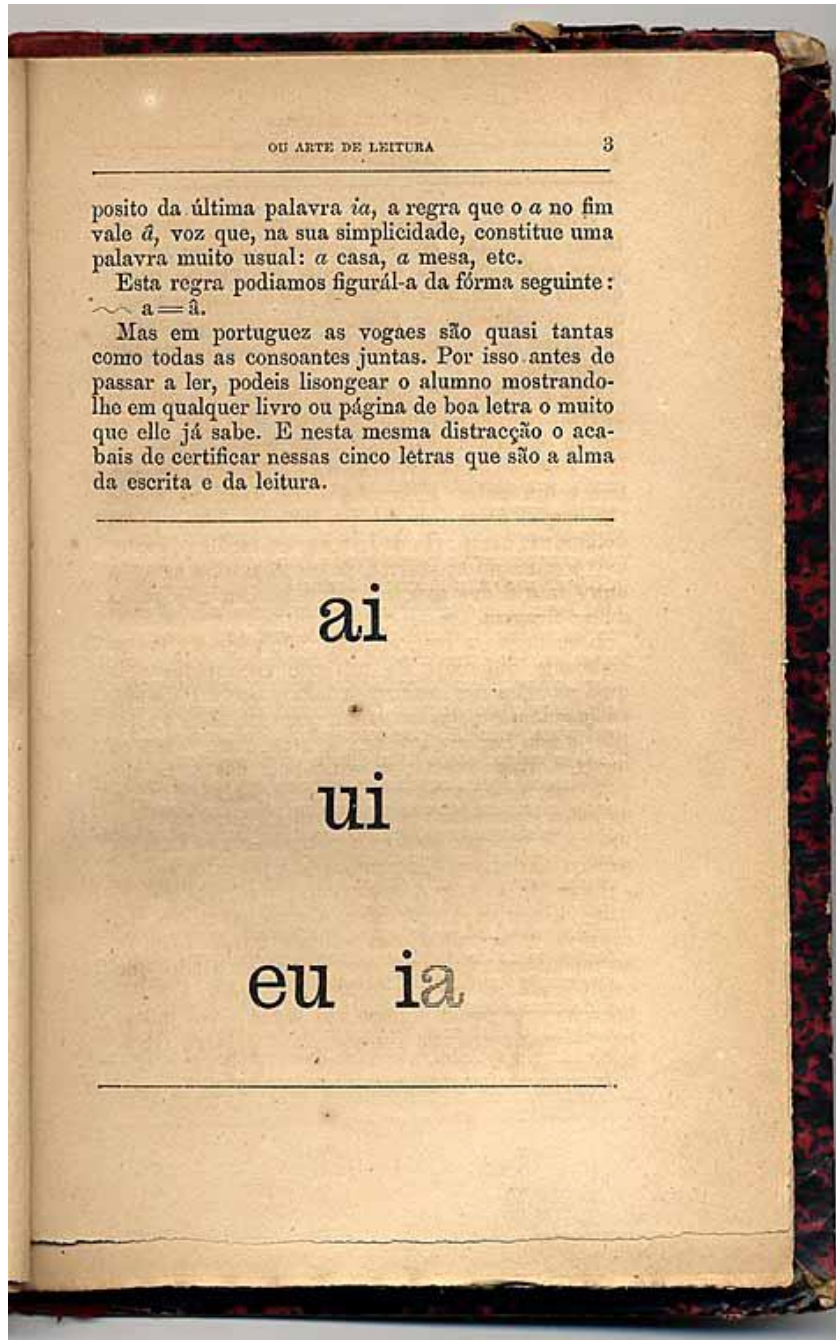 OU ARTE DE LEITURA 3
posito da última palavra ia, a regra que o a no fim
vale â, voz que, na sua simplicidade, constitue uma
palavra muito usual: a casa, a mesa, etc.
Esta regra podiamos figurál-a da fórma seguinte:
a = â.
Mas em portuguez as vogaes são quasi tantas
como todas as consoantes juntas. Por isso antes de
passar a ler, podeis lisongear o alumno mostrando-
lhe em qualquer livro ou página de boa letra o muito
que elle já sabe. E nesta mesma distracção o aca-
bais de certificar nessas cinco letras que são a alma
da escrita e da leitura.
ai
ui
eu ia